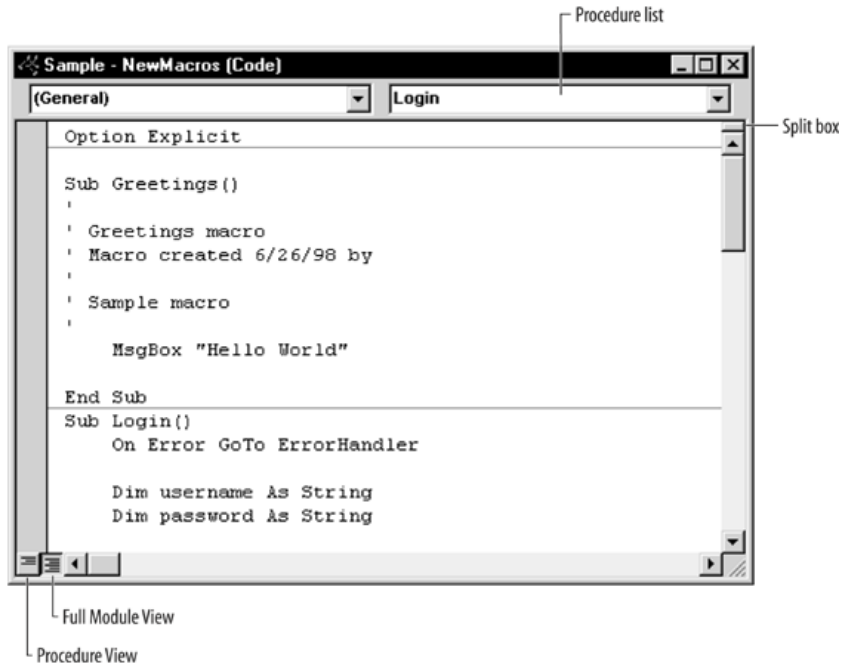 Procedure list
Sample - NewMacros (Code)
(General)
Login
Split box
Option Explicit
Sub Greetings()
'
' Greetings macro
' Macro created 6/26/98 by
'
' Sample macro
'
MsgBox "Hello World"
End Sub
Sub Login()
On Error GoTo ErrorHandler
Dim username As String
Dim password As String
Full Module View
Procedure View